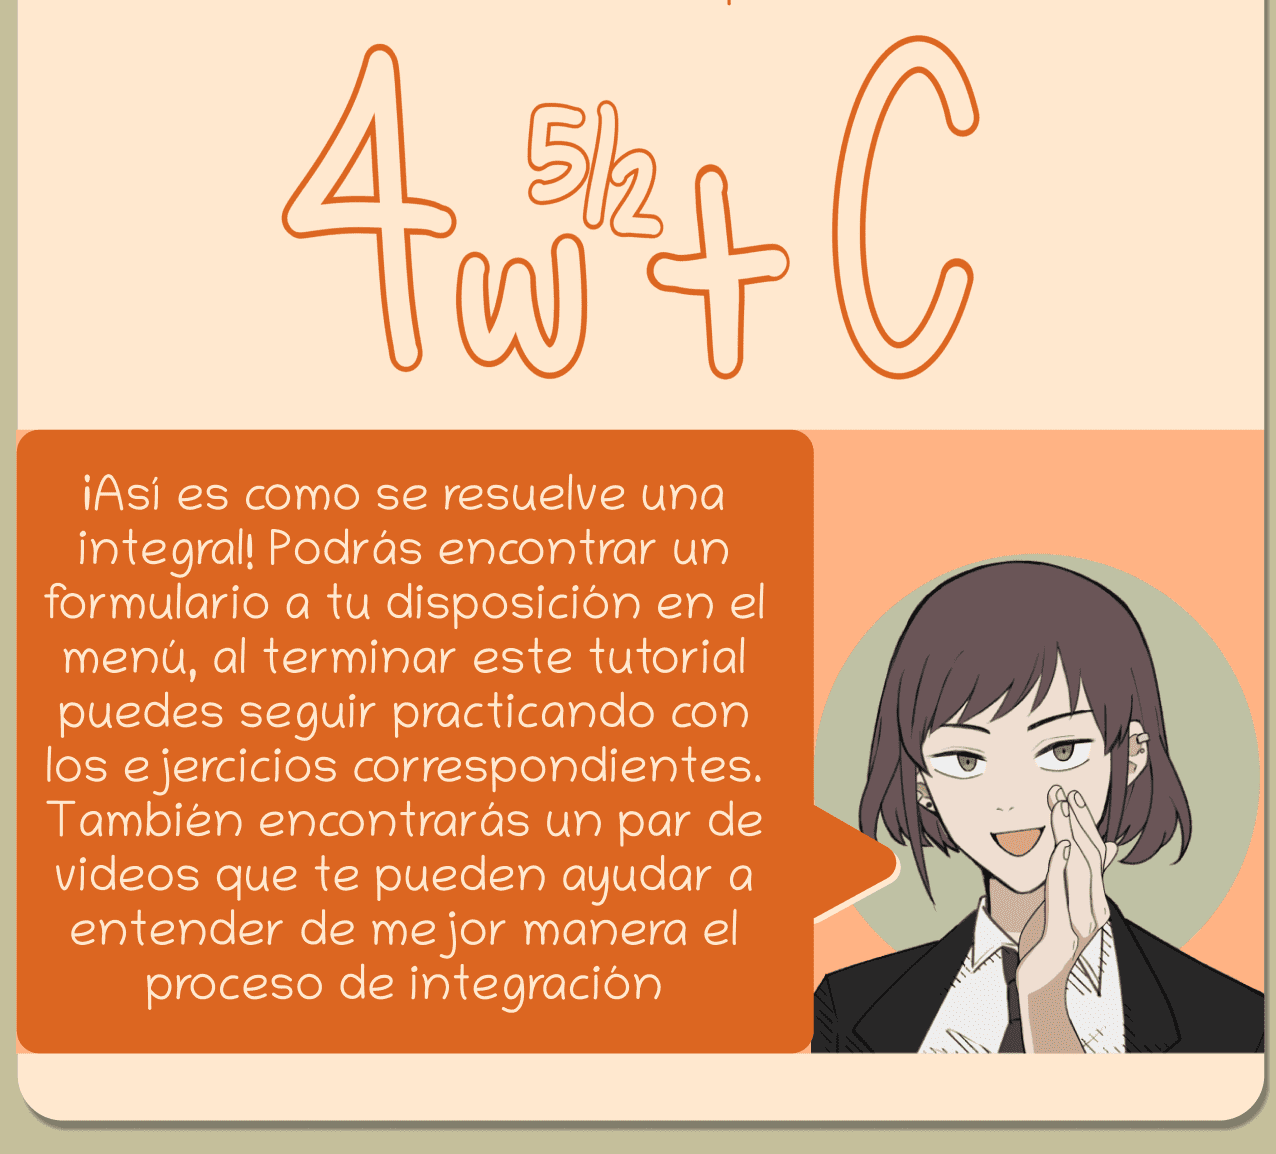 4w^5/2 + C
¡Así es como se resuelve una
integral! Podrás encontrar un
formulario a tu disposición en el
menú, al terminar este tutorial
puedes seguir practicando con
los ejercicios correspondientes.
También encontrarás un par de
videos que te pueden ayudar a
entender de mejor manera el
proceso de integración